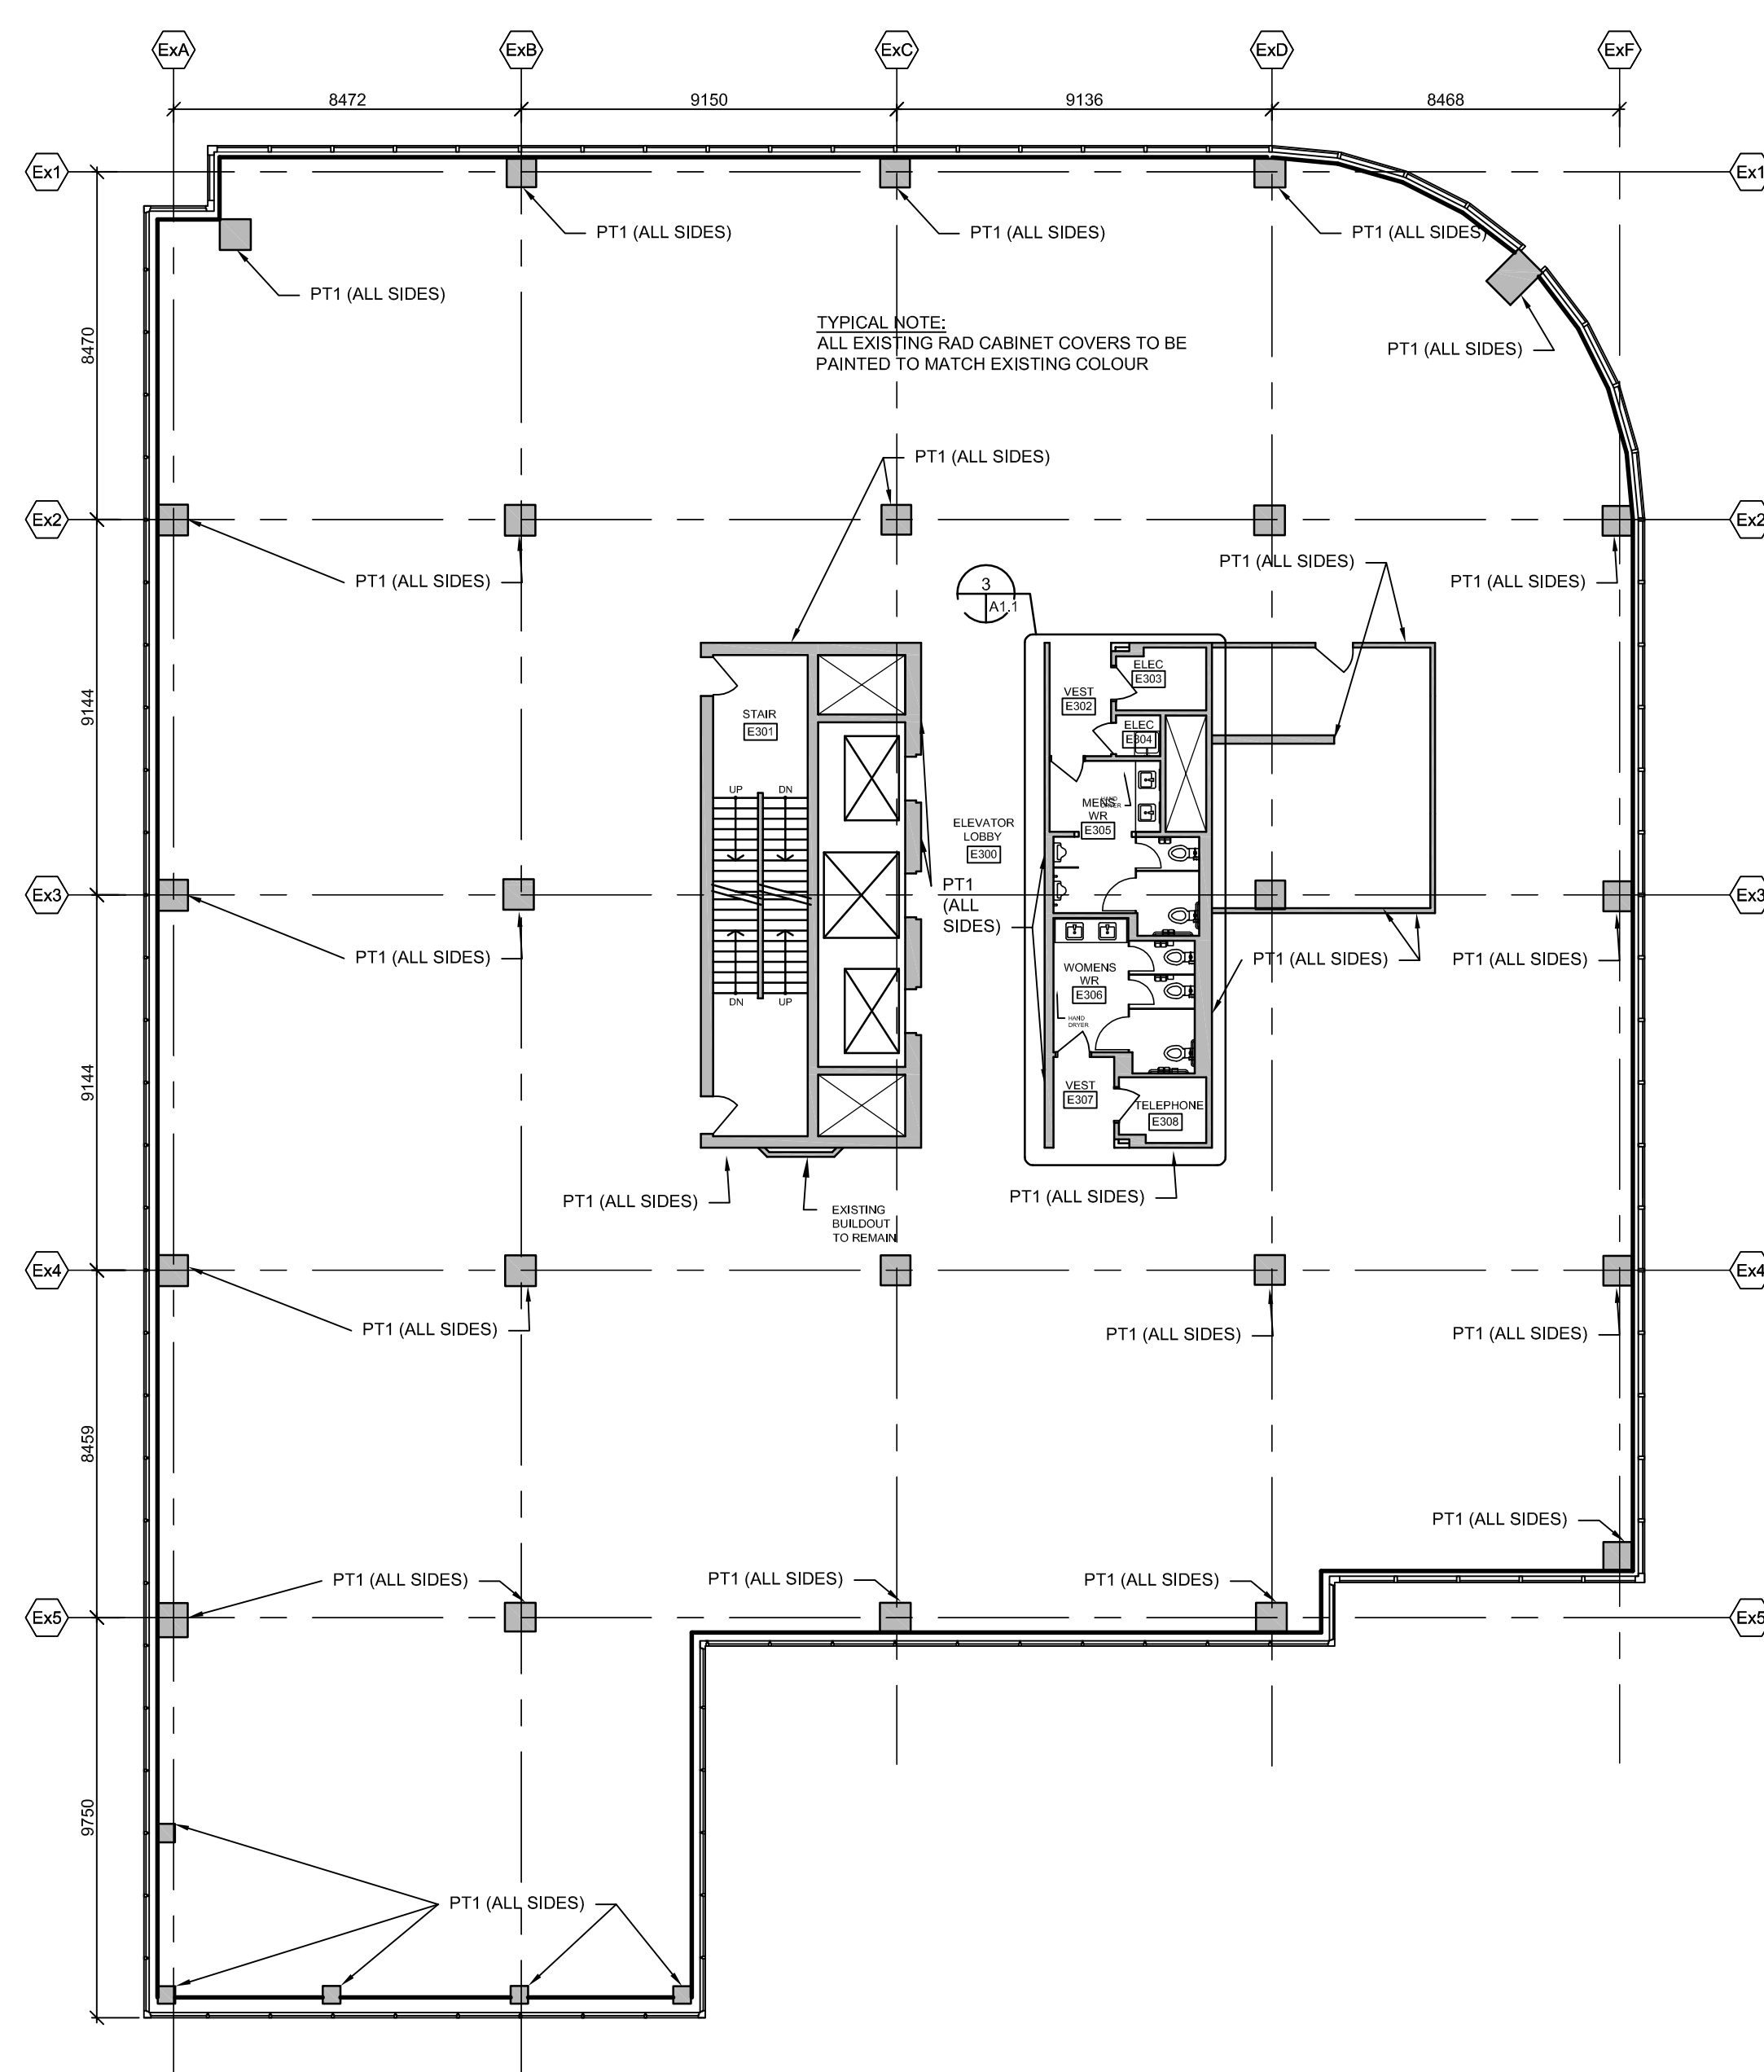 ExA
ExB
ExC
ExD
ExF
8472
9150
9136
8468
Ex1
Ex1
PT1 (ALL SIDES)
PT1 (ALL SIDES)
PT1 (ALL SIDES)
PT1 (ALL SIDES)
TYPICAL NOTE:
ALL EXISTING RAD CABINET COVERS TO BE
PAINTED TO MATCH EXISTING COLOUR
PT1 (ALL SIDES)
8470
PT1 (ALL SIDES)
Ex2
Ex2
PT1 (ALL SIDES)
PT1 (ALL SIDES)
PT1 (ALL SIDES)
3
A1.1
9144
STAIR
E301
UP
DN
DN
UP
ELEVATOR
LOBBY
E300
PT1
(ALL
SIDES)
ELEC
E303
VEST
E302
ELEC
E304
HAND
DRYER
MENS
WR
E305
Ex3
Ex3
PT1 (ALL SIDES)
PT1 (ALL SIDES)
PT1 (ALL SIDES)
WOMENS
WR
E306
HAND
DRYER
9144
VEST
E307
TELEPHONE
E308
PT1 (ALL SIDES)
EXISTING
BUILDOUT
TO REMAIN
PT1 (ALL SIDES)
Ex4
Ex4
PT1 (ALL SIDES)
PT1 (ALL SIDES)
PT1 (ALL SIDES)
8459
PT1 (ALL SIDES)
PT1 (ALL SIDES)
PT1 (ALL SIDES)
PT1 (ALL SIDES)
Ex5
Ex5
9750
PT1 (ALL SIDES)